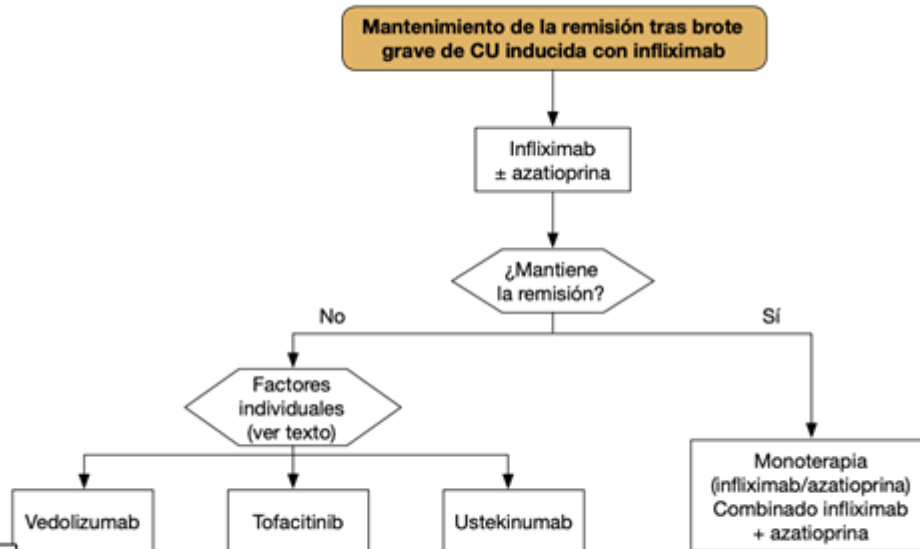 Mantenimiento de la remisión tras brote
grave de CU inducida con infliximab
Infliximab
± azatioprina
¿Mantiene
la remisión?
No
Sí
Factores
individuales
(ver texto)
Monoterapia
(infliximab/azatioprina)
Combinado infliximab
+ azatioprina
Vedolizumab
Tofacitinib
Ustekinumab